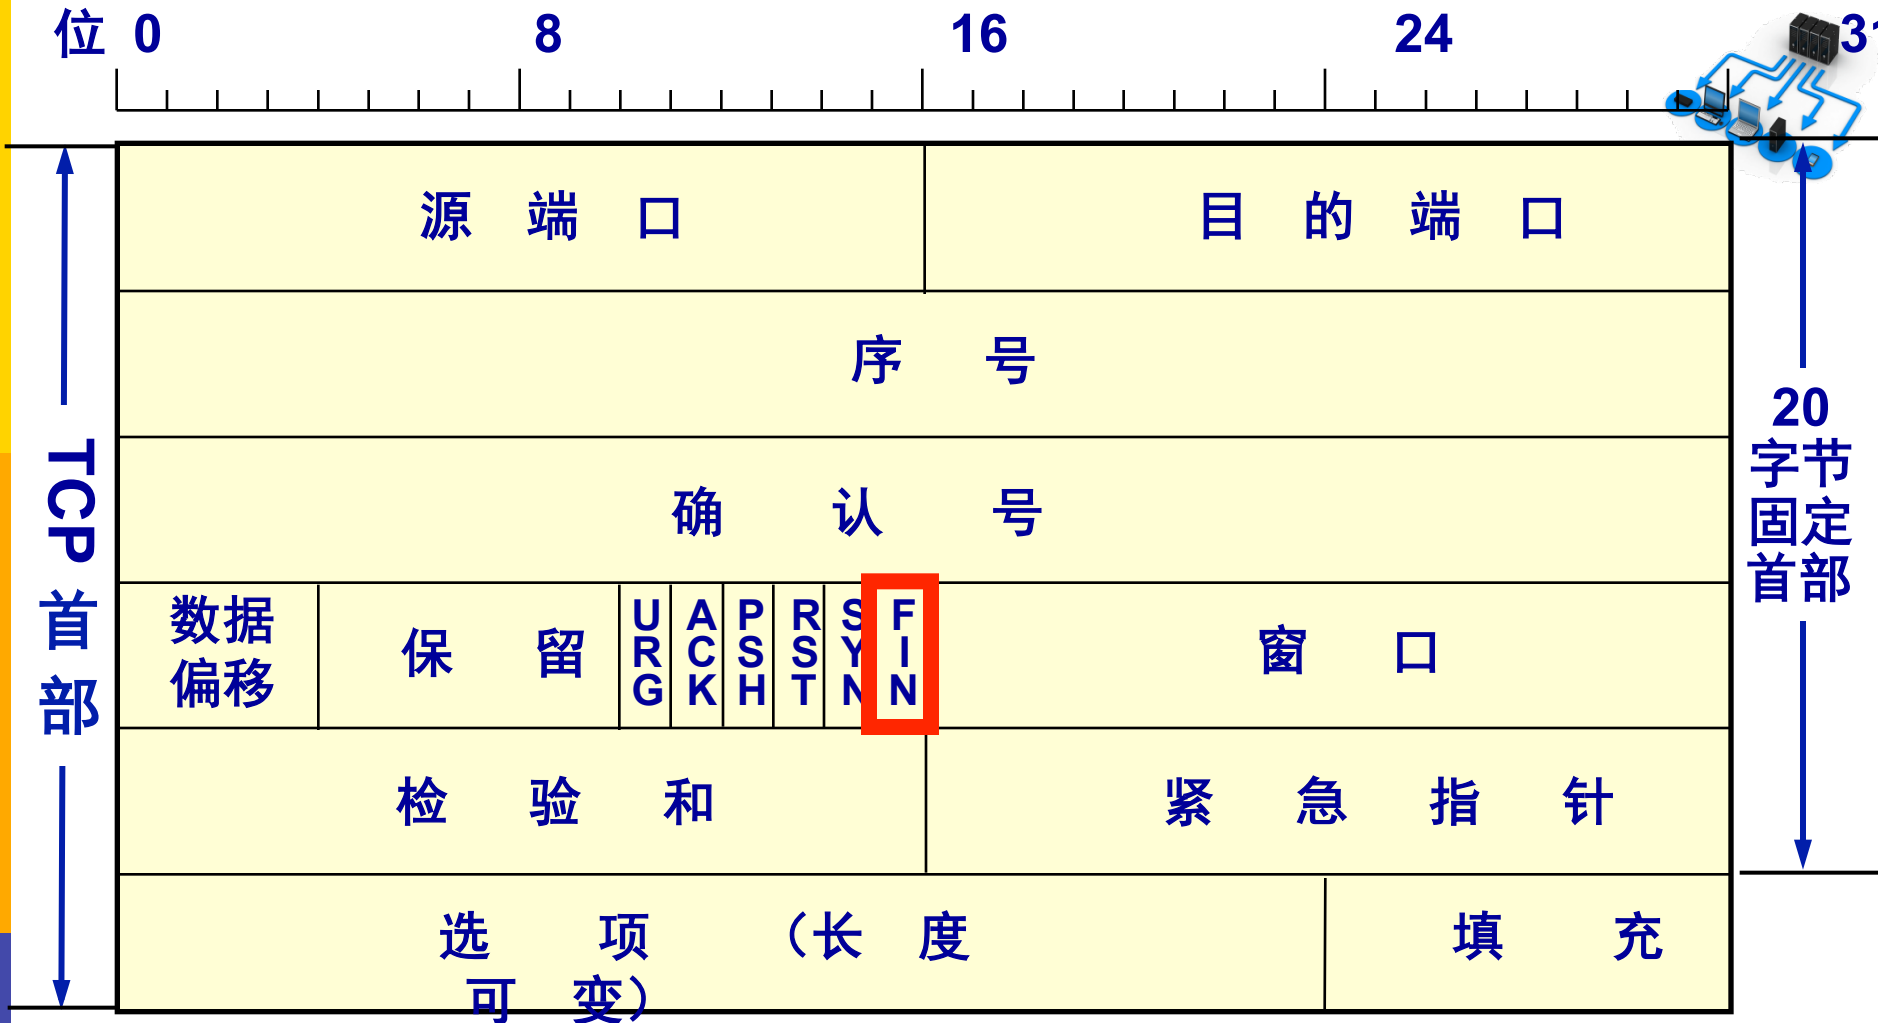 位 0 8 16 24 31
源 端 口
目 的 端 口
序 号
确 认 号
数据
偏移
保 留
URG
ACK
PSH
RST
SYN
FIN
窗 口
检 验 和
紧 急 指 针
选 项 （长 度
可 变）
填 充
TCP 首 部
20
字节
固定
首部